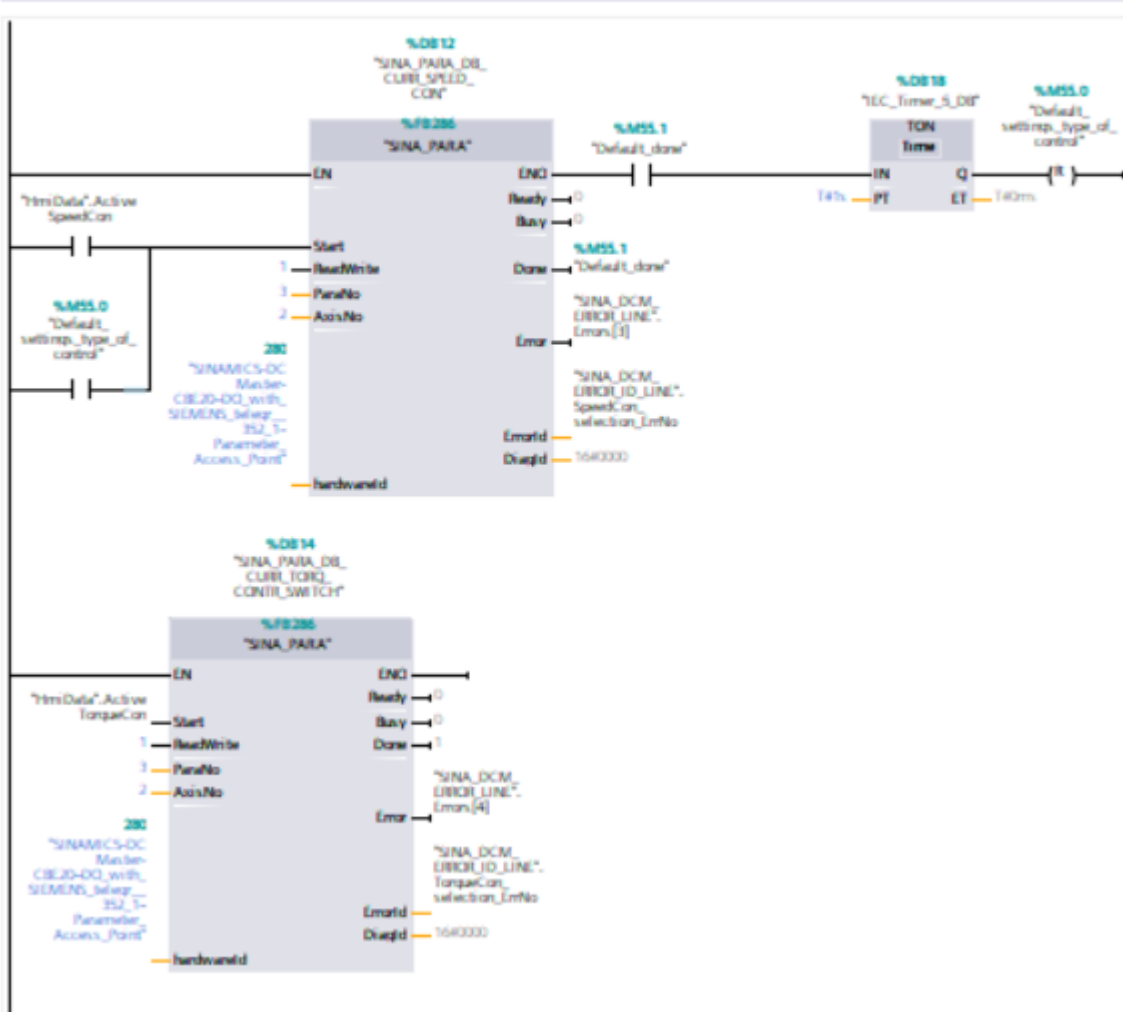 %DB12
"SINA_PARA_DB_
CURR_SPEED_
CON"
%FB286
"SINA_PARA"
EN
ENO
%M55.1
"Default_done"
%DB18
"IEC_Timer_5_DB"
TON
Time
IN
Q
T#1s
PT
ET
T#0ms
%M55.0
"Default_
settings_type_of_
control"
R
Ready
0
Busy
0
"HmiData".Active
SpeedCon
Start
1
ReadWrite
3
ParaNo
2
AxisNo
%M55.1
Done
"Default_done"
%M55.0
"Default_
settings_type_of_
control"
"SINA_DCM_
ERROR_LINE".
Errors[3]
Error
280
"SINAMICS-DC
Master-
CBE20-DO_with_
SIEMENS_telegr__
352_1~
Parameter_
Access_Point"
hardwareId
"SINA_DCM_
ERROR_ID_LINE".
SpeedCon_
selection_ErrNo
ErrorId
DiagId
16#0000
%DB14
"SINA_PARA_DB_
CURR_TORQ_
CONTR_SWITCH"
%FB286
"SINA_PARA"
EN
ENO
Ready
0
"HmiData".Active
TorqueCon
Start
Busy
0
1
ReadWrite
Done
1
3
ParaNo
2
AxisNo
"SINA_DCM_
ERROR_LINE".
Errors[4]
Error
280
"SINAMICS-DC
Master-
CBE20-DO_with_
SIEMENS_telegr__
352_1~
Parameter_
Access_Point"
hardwareId
"SINA_DCM_
ERROR_ID_LINE".
TorqueCon_
selection_ErrNo
ErrorId
DiagId
16#0000